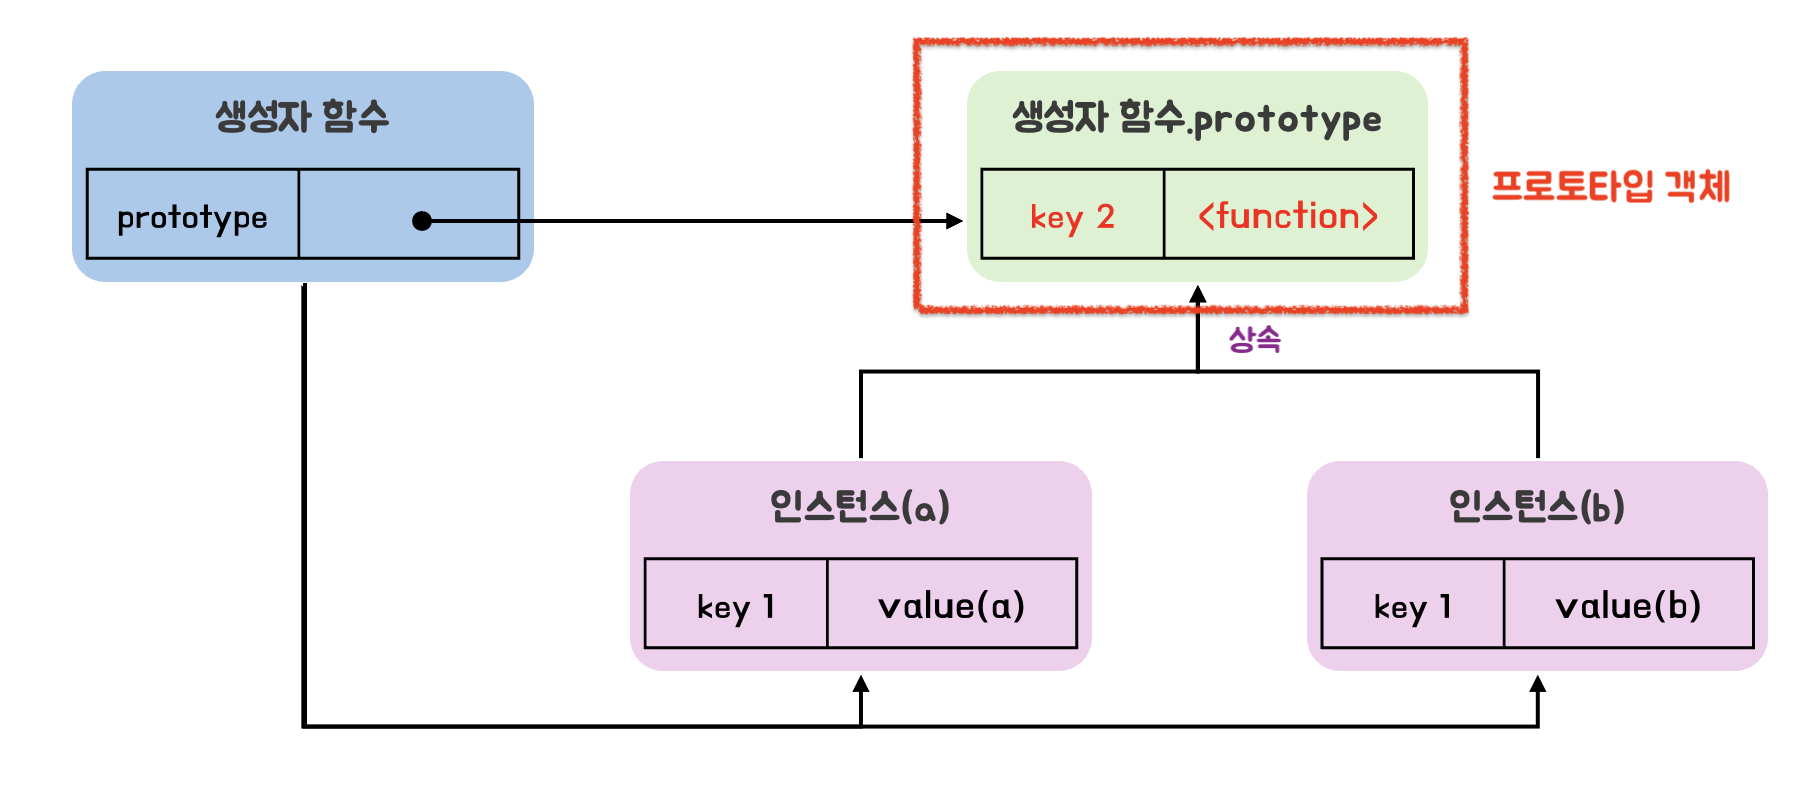 생성자 함수
prototype
생성자 함수.prototype
key 2 <function>
프로토타입 객체
상속
인스턴스(a)
key 1 value(a)
인스턴스(b)
key 1 value(b)